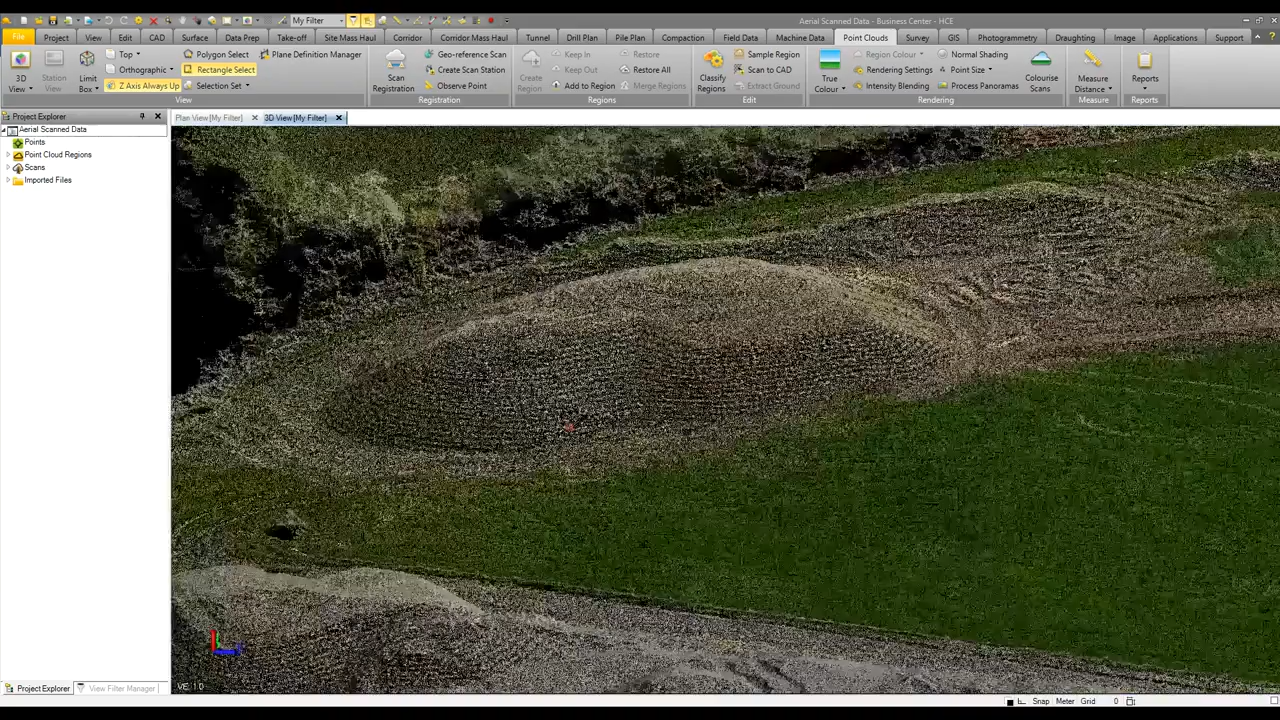 My Filter
Aerial Scanned Data - Business Center - HCE
File Project View Edit CAD Surface Data Prep Take-off Site Mass Haul Corridor Corridor Mass Haul Tunnel Drill Plan Pile Plan Compaction Field Data Machine Data Point Clouds Survey GIS Photogrammetry Draughting Image Applications Support
3D View
Station View
Limit Box
Top
Orthographic
Z Axis Always Up
Polygon Select
Rectangle Select
Selection Set
Plane Definition Manager
View
Scan Registration
Geo-reference Scan
Create Scan Station
Observe Point
Registration
Create Region
Keep In
Keep Out
Add to Region
Restore
Restore All
Merge Regions
Regions
Classify Regions
Sample Region
Scan to CAD
Extract Ground
Edit
True Colour
Region Colour
Rendering Settings
Intensity Blending
Normal Shading
Point Size
Process Panoramas
Colourise Scans
Rendering
Measure Distance
Measure
Reports
Reports
Project Explorer
Aerial Scanned Data
Points
Point Cloud Regions
Scans
Imported Files
Plan View[My Filter]
3D View[My Filter]
VE 1.0
Project Explorer
View Filter Manager
Snap Meter Grid 0